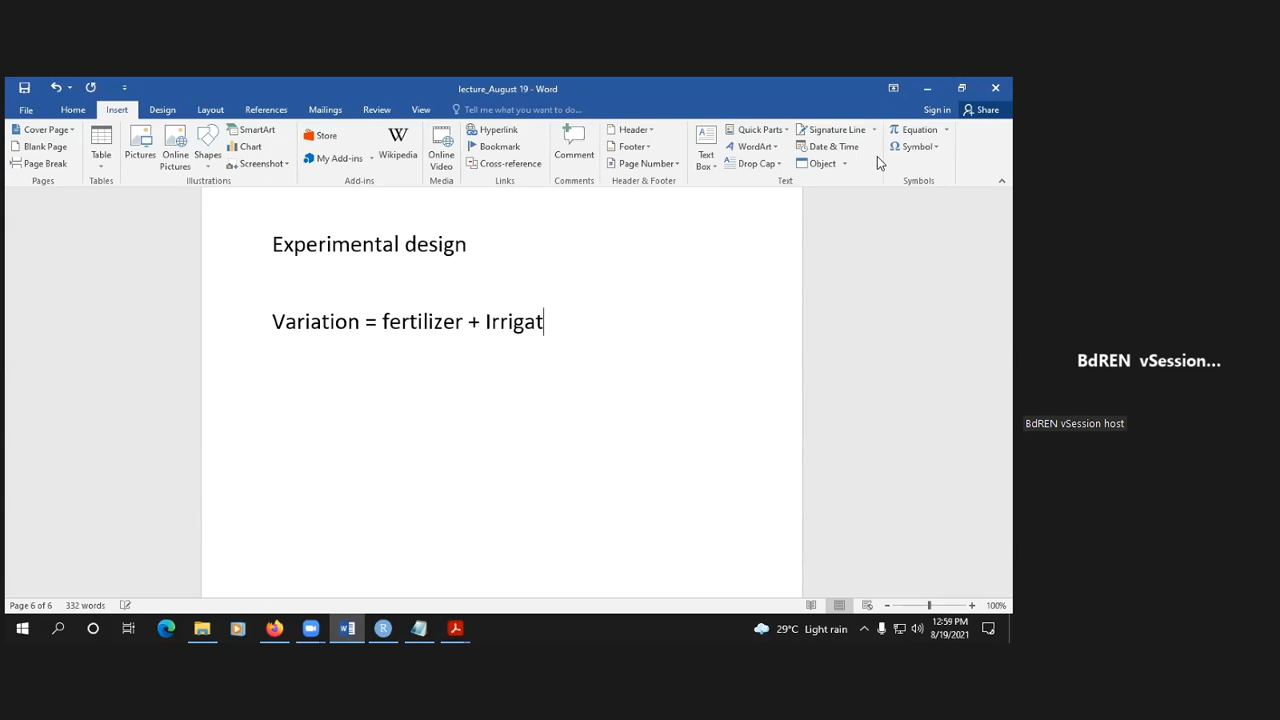 lecture_August 19 - Word
File Home Insert Design Layout References Mailings Review View Tell me what you want to do... Sign in Share
Cover Page
Blank Page
Page Break
Pages
Table
Tables
Pictures
Online Pictures
Shapes
SmartArt
Chart
Screenshot
Illustrations
Store
My Add-ins
W
Wikipedia
Add-ins
Online Video
Media
Hyperlink
Bookmark
Cross-reference
Links
Comment
Comments
Header
Footer
Page Number
Header & Footer
Text Box
Quick Parts
WordArt
Drop Cap
Signature Line
Date & Time
Object
Text
π Equation
Ω Symbol
Symbols
Experimental design
Variation = fertilizer + Irrigat
BdREN vSession...
BdREN vSession host
Page 6 of 6 332 words 100%
29°C Light rain
12:59 PM
8/19/2021